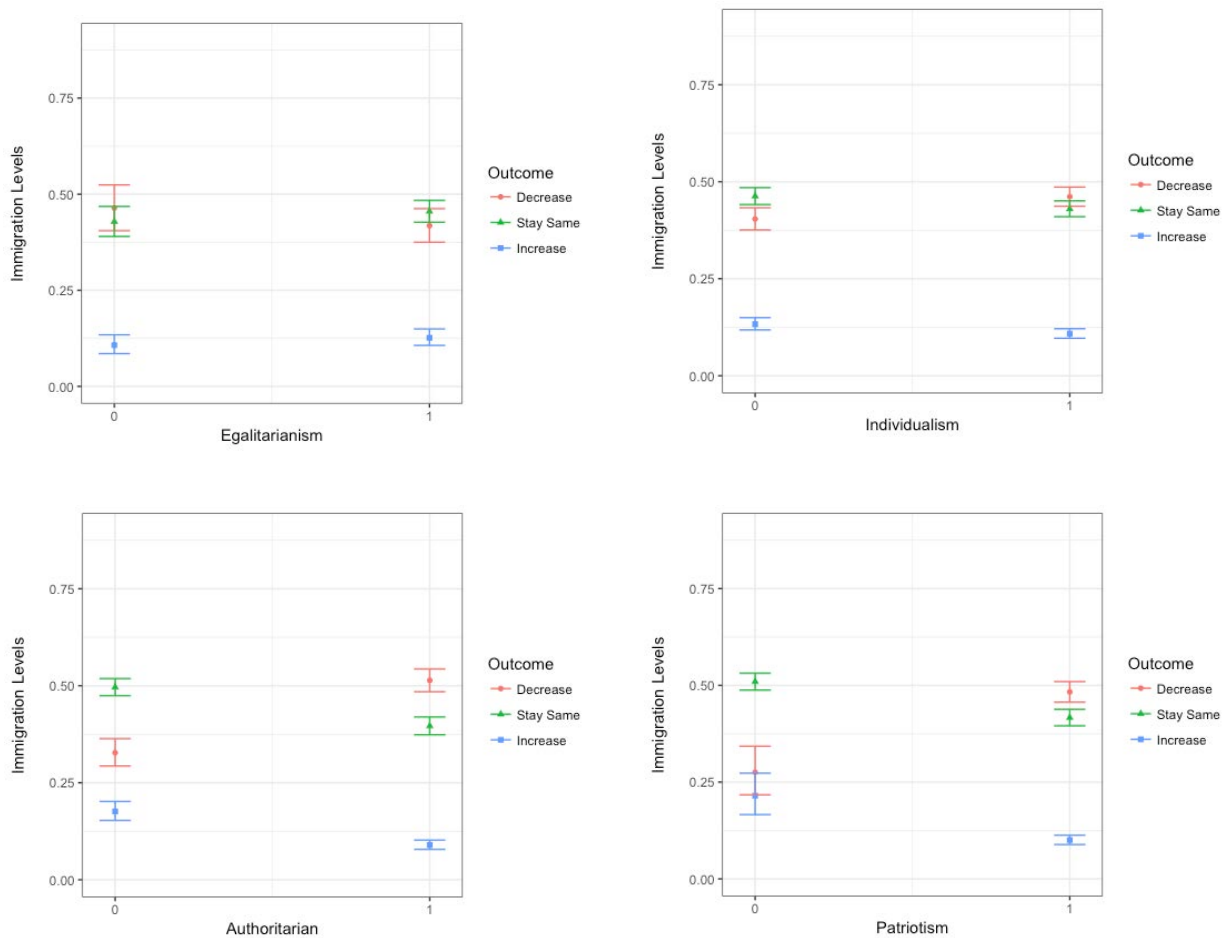 Immigration Levels
0.75
0.50
0.25
0.00
0
1
Egalitarianism
Outcome
Decrease
Stay Same
Increase
Immigration Levels
0.75
0.50
0.25
0.00
0
1
Individualism
Outcome
Decrease
Stay Same
Increase
Immigration Levels
0.75
0.50
0.25
0.00
0
1
Authoritarian
Outcome
Decrease
Stay Same
Increase
Immigration Levels
0.75
0.50
0.25
0.00
0
1
Patriotism
Outcome
Decrease
Stay Same
Increase